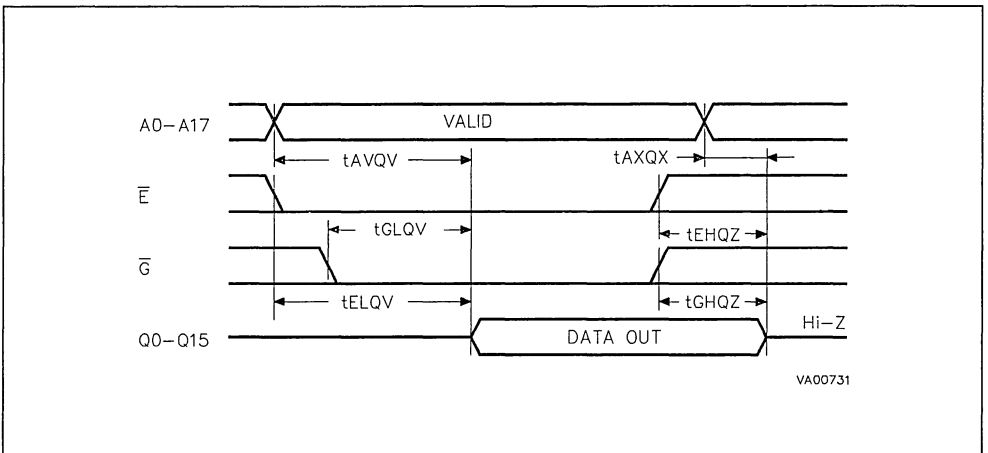 A0–A17
VALID
tAVQV
tAXQX
E̅
tGLQV
tEHQZ
G̅
tELQV
tGHQZ
Q0–Q15
DATA OUT
Hi–Z
VA00731